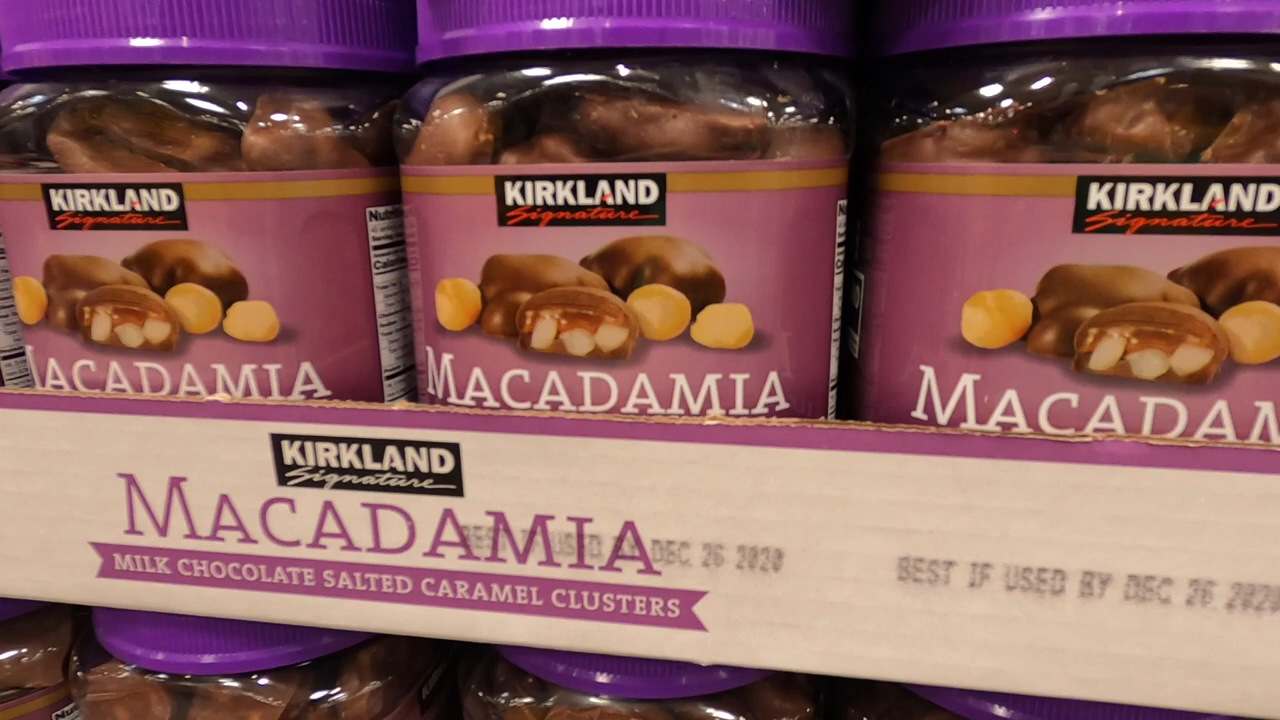 KIRKLAND
Signature
MACADAMIA
KIRKLAND
Signature
MACADAMIA
KIRKLAND
Signature
MACADAM
KIRKLAND
Signature
MACADAMIA
MILK CHOCOLATE SALTED CARAMEL CLUSTERS
BEST IF USED BY DEC 26 2020
BEST IF USED BY DEC 26 2020